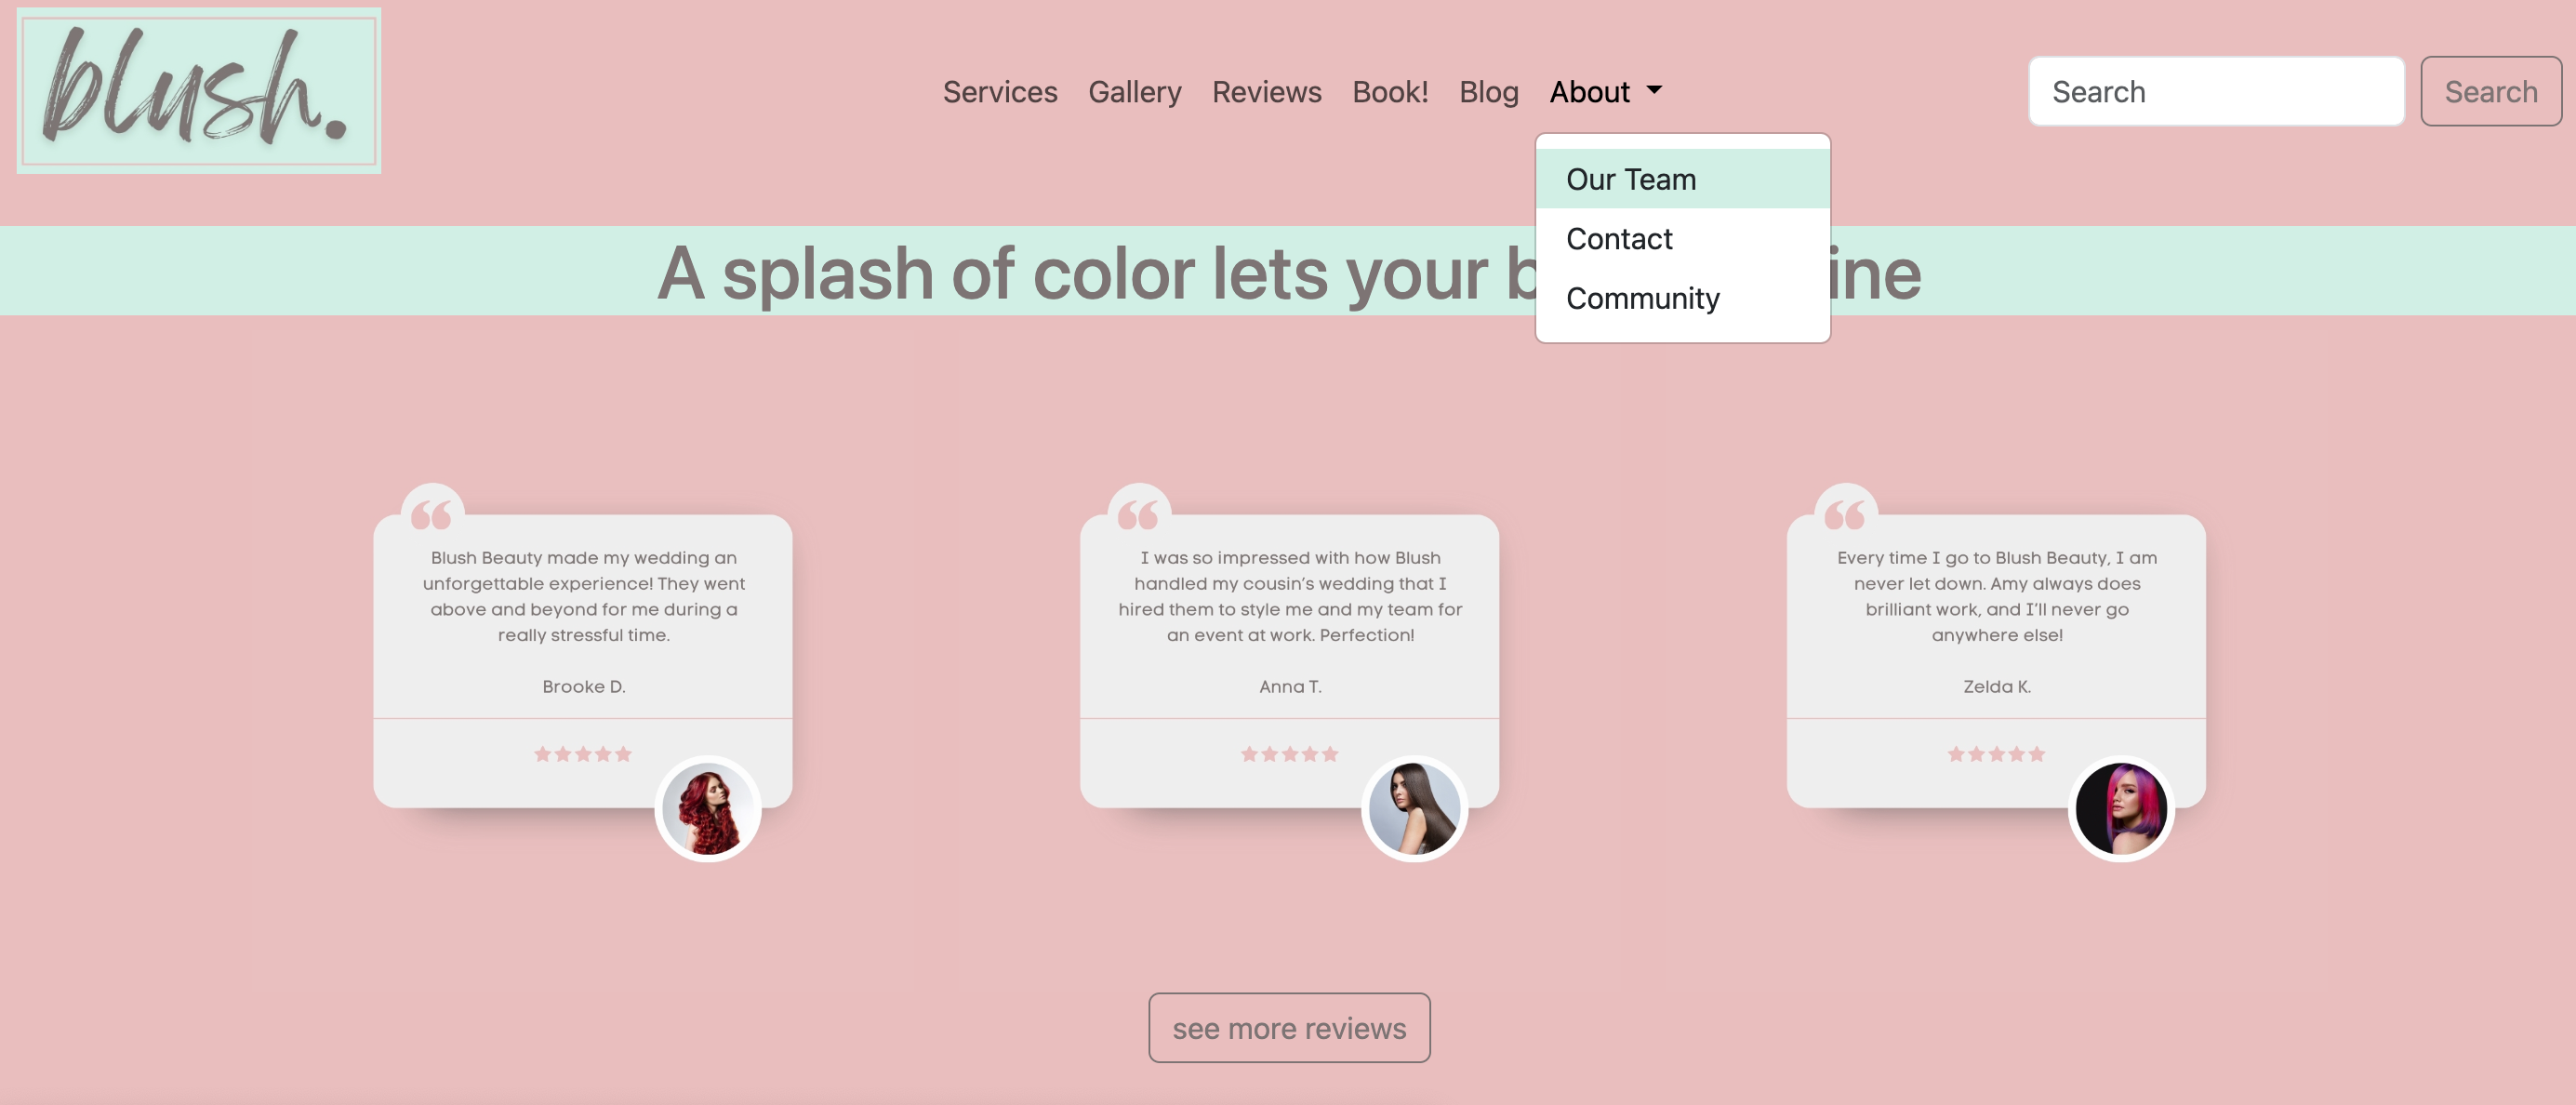 blush.
Services Gallery Reviews Book! Blog About
Search Search
Our Team
Contact
Community
A splash of color lets your b ine
Blush Beauty made my wedding an
unforgettable experience! They went
above and beyond for me during a
really stressful time.
Brooke D.
I was so impressed with how Blush
handled my cousin's wedding that I
hired them to style me and my team for
an event at work. Perfection!
Anna T.
Every time I go to Blush Beauty, I am
never let down. Amy always does
brilliant work, and I'll never go
anywhere else!
Zelda K.
see more reviews